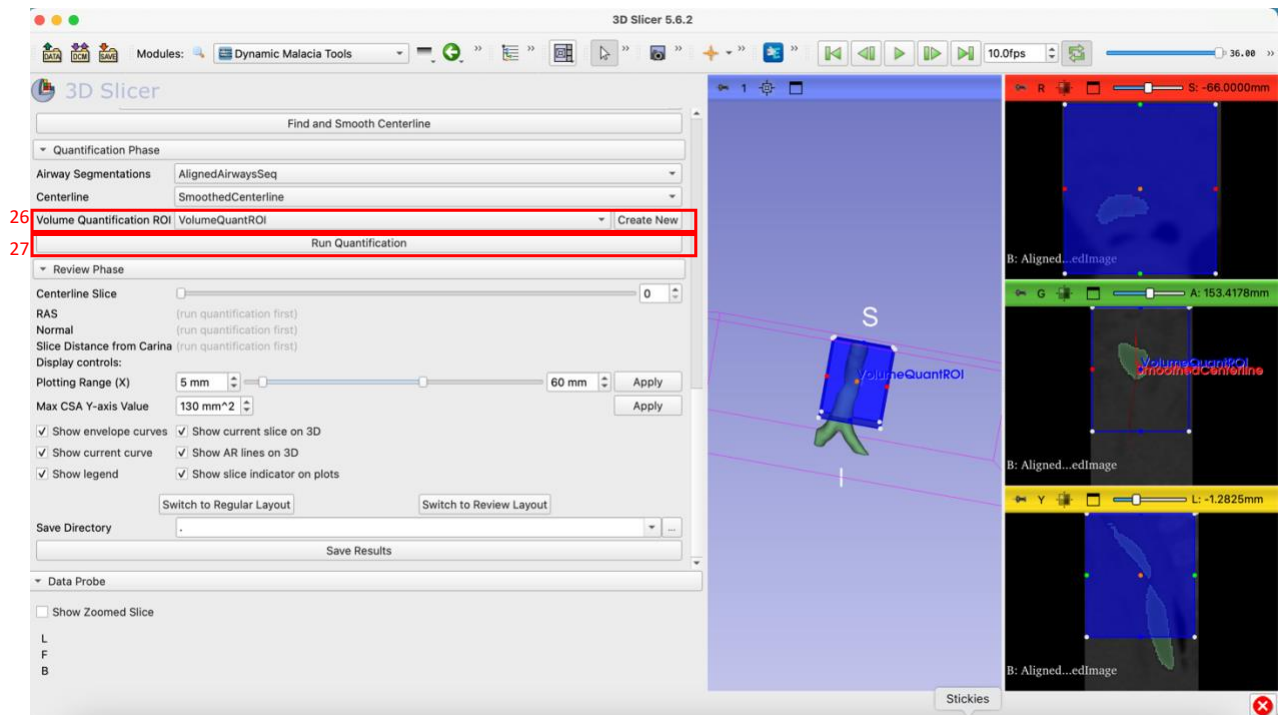 3D Slicer 5.6.2
DATA DCM SAVE Modules: Dynamic Malacia Tools 10.0fps 36.00
3D Slicer
Find and Smooth Centerline
Quantification Phase
Airway Segmentations AlignedAirwaysSeq
Centerline SmoothedCenterline
26 Volume Quantification ROI VolumeQuantROI Create New
27 Run Quantification
Review Phase
Centerline Slice 0
RAS (run quantification first)
Normal (run quantification first)
Slice Distance from Carina (run quantification first)
Display controls:
Plotting Range (X) 5 mm 60 mm Apply
Max CSA Y-axis Value 130 mm^2 Apply
Show envelope curves Show current slice on 3D
Show current curve Show AR lines on 3D
Show legend Show slice indicator on plots
Switch to Regular Layout Switch to Review Layout
Save Directory . ...
Save Results
Data Probe
Show Zoomed Slice
L
F
B
1
S
VolumeQuantROI
I
R S: -66.0000mm
B: Aligned...edImage
G A: 153.4178mm
VolumeQuantROI
SmoothedCenterline
B: Aligned...edImage
Y L: -1.2825mm
B: Aligned...edImage
Stickies